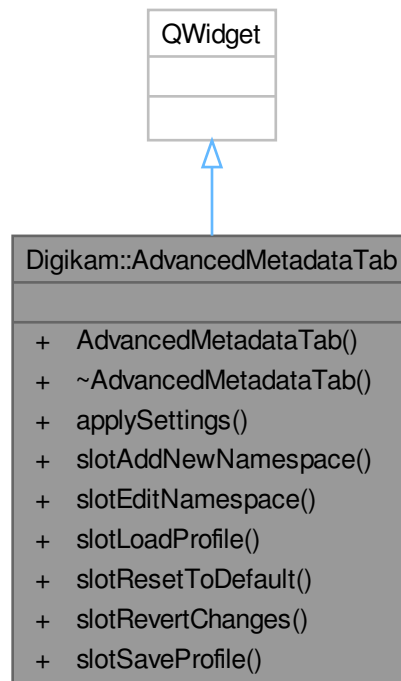 QWidget
Digikam::AdvancedMetadataTab
+ AdvancedMetadataTab()
+ ~AdvancedMetadataTab()
+ applySettings()
+ slotAddNewNamespace()
+ slotEditNamespace()
+ slotLoadProfile()
+ slotResetToDefault()
+ slotRevertChanges()
+ slotSaveProfile()